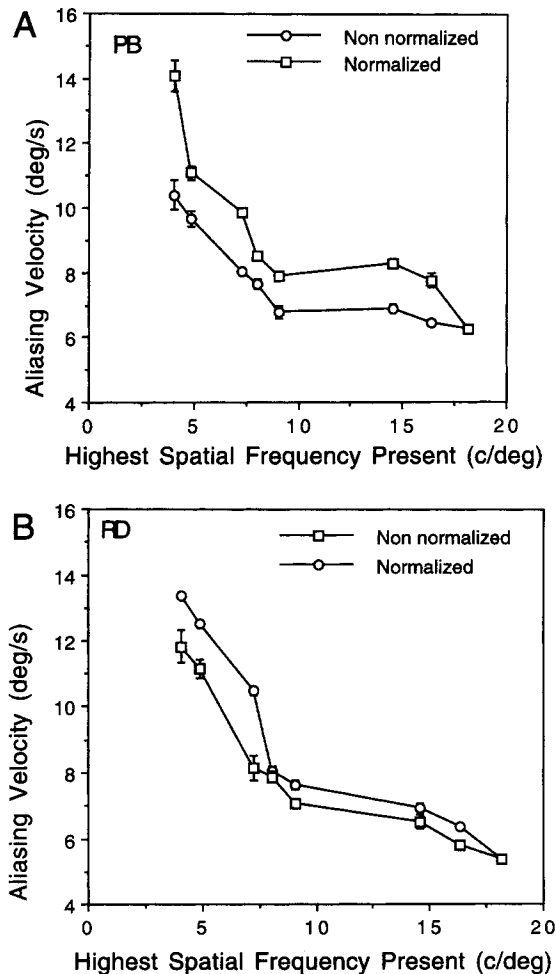 A
PB
Non normalized
Normalized
16
14
12
10
8
6
4
Aliasing Velocity (deg/s)
0
5
10
15
20
Highest Spatial Frequency Present (c/deg)
B
RD
Non normalized
Normalized
16
14
12
10
8
6
4
Aliasing Velocity (deg/s)
0
5
10
15
20
Highest Spatial Frequency Present (c/deg)